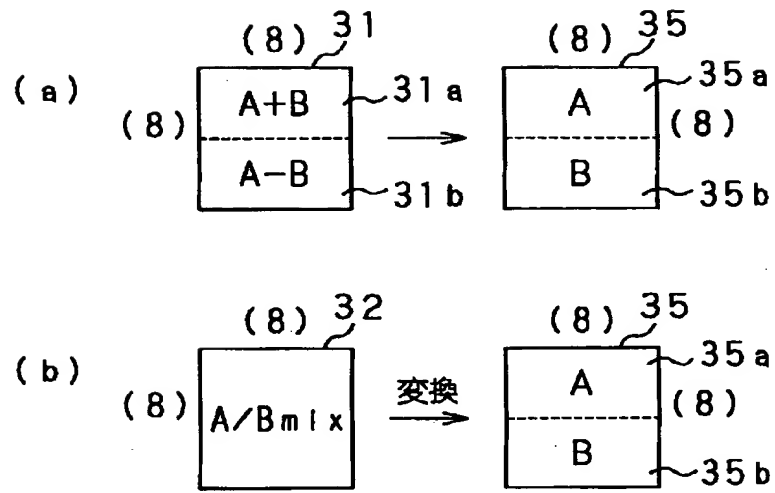 (8) 31 (8) 35
(a) (8) A+B 31a A 35a (8)
A−B 31b B 35b
(8) 32 (8) 35
(b) (8) A/Bmix 変換 A 35a (8)
B 35b